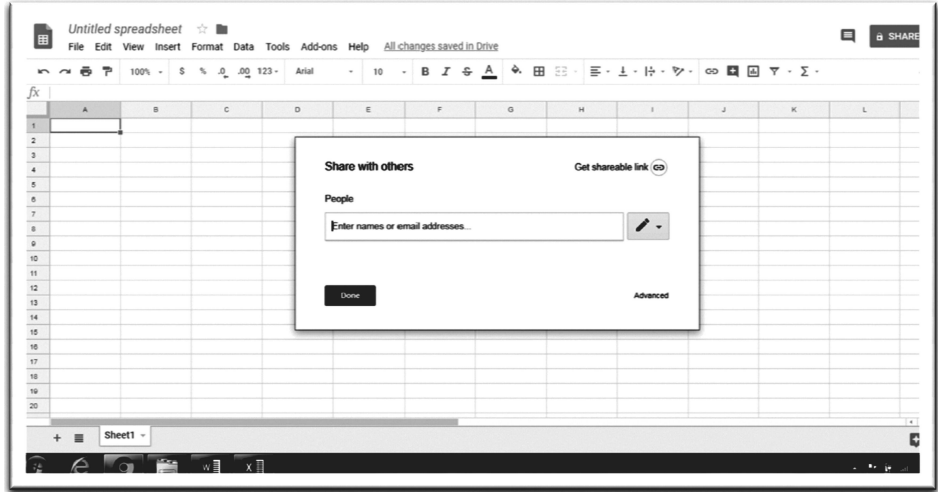 Untitled spreadsheet
File Edit View Insert Format Data Tools Add-ons Help All changes saved in Drive
SHARE
100% $ % .0 .00 123 Arial 10 B I S A Σ
fx
A B C D E F G H I J K L
1
2
3
4
5
6
7
8
9
10
11
12
13
14
15
16
17
18
19
20
Share with others
Get shareable link
People
Enter names or email addresses...
Done
Advanced
Sheet1
W
X